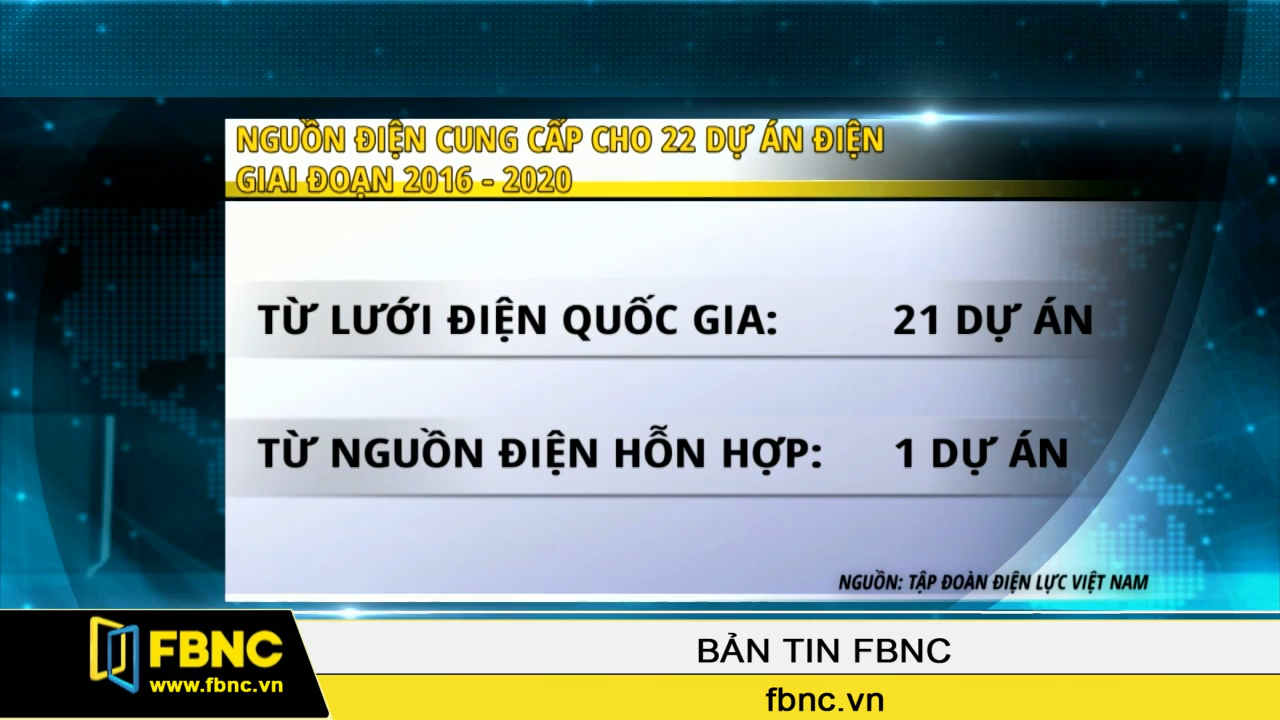 NGUỒN ĐIỆN CUNG CẤP CHO 22 DỰ ÁN ĐIỆN
GIAI ĐOẠN 2016 - 2020
TỪ LƯỚI ĐIỆN QUỐC GIA: 21 DỰ ÁN
TỪ NGUỒN ĐIỆN HỖN HỢP: 1 DỰ ÁN
NGUỒN: TẬP ĐOÀN ĐIỆN LỰC VIỆT NAM
FBNC
www.fbnc.vn
BẢN TIN FBNC
fbnc.vn